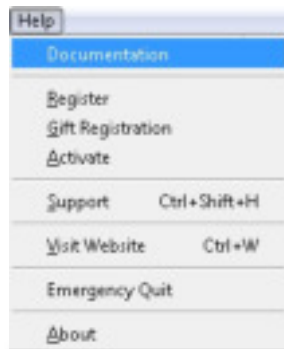 Help
Documentation
Register
Gift Registration
Activate
Support Ctrl+Shift+H
Visit Website Ctrl+W
Emergency Quit
About